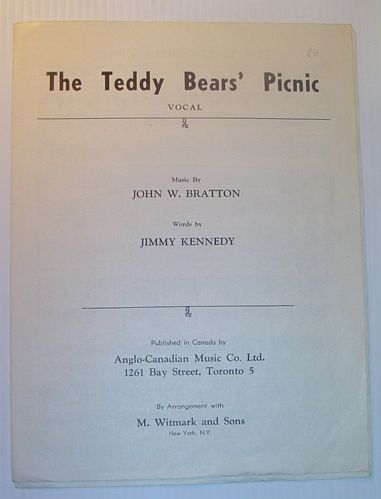 The Teddy Bears' Picnic
VOCAL
Music By
JOHN W. BRATTON
Words by
JIMMY KENNEDY
Published in Canada by
Anglo-Canadian Music Co. Ltd.
1261 Bay Street, Toronto 5
By Arrangement with
M. Witmark and Sons
New York, N.Y.